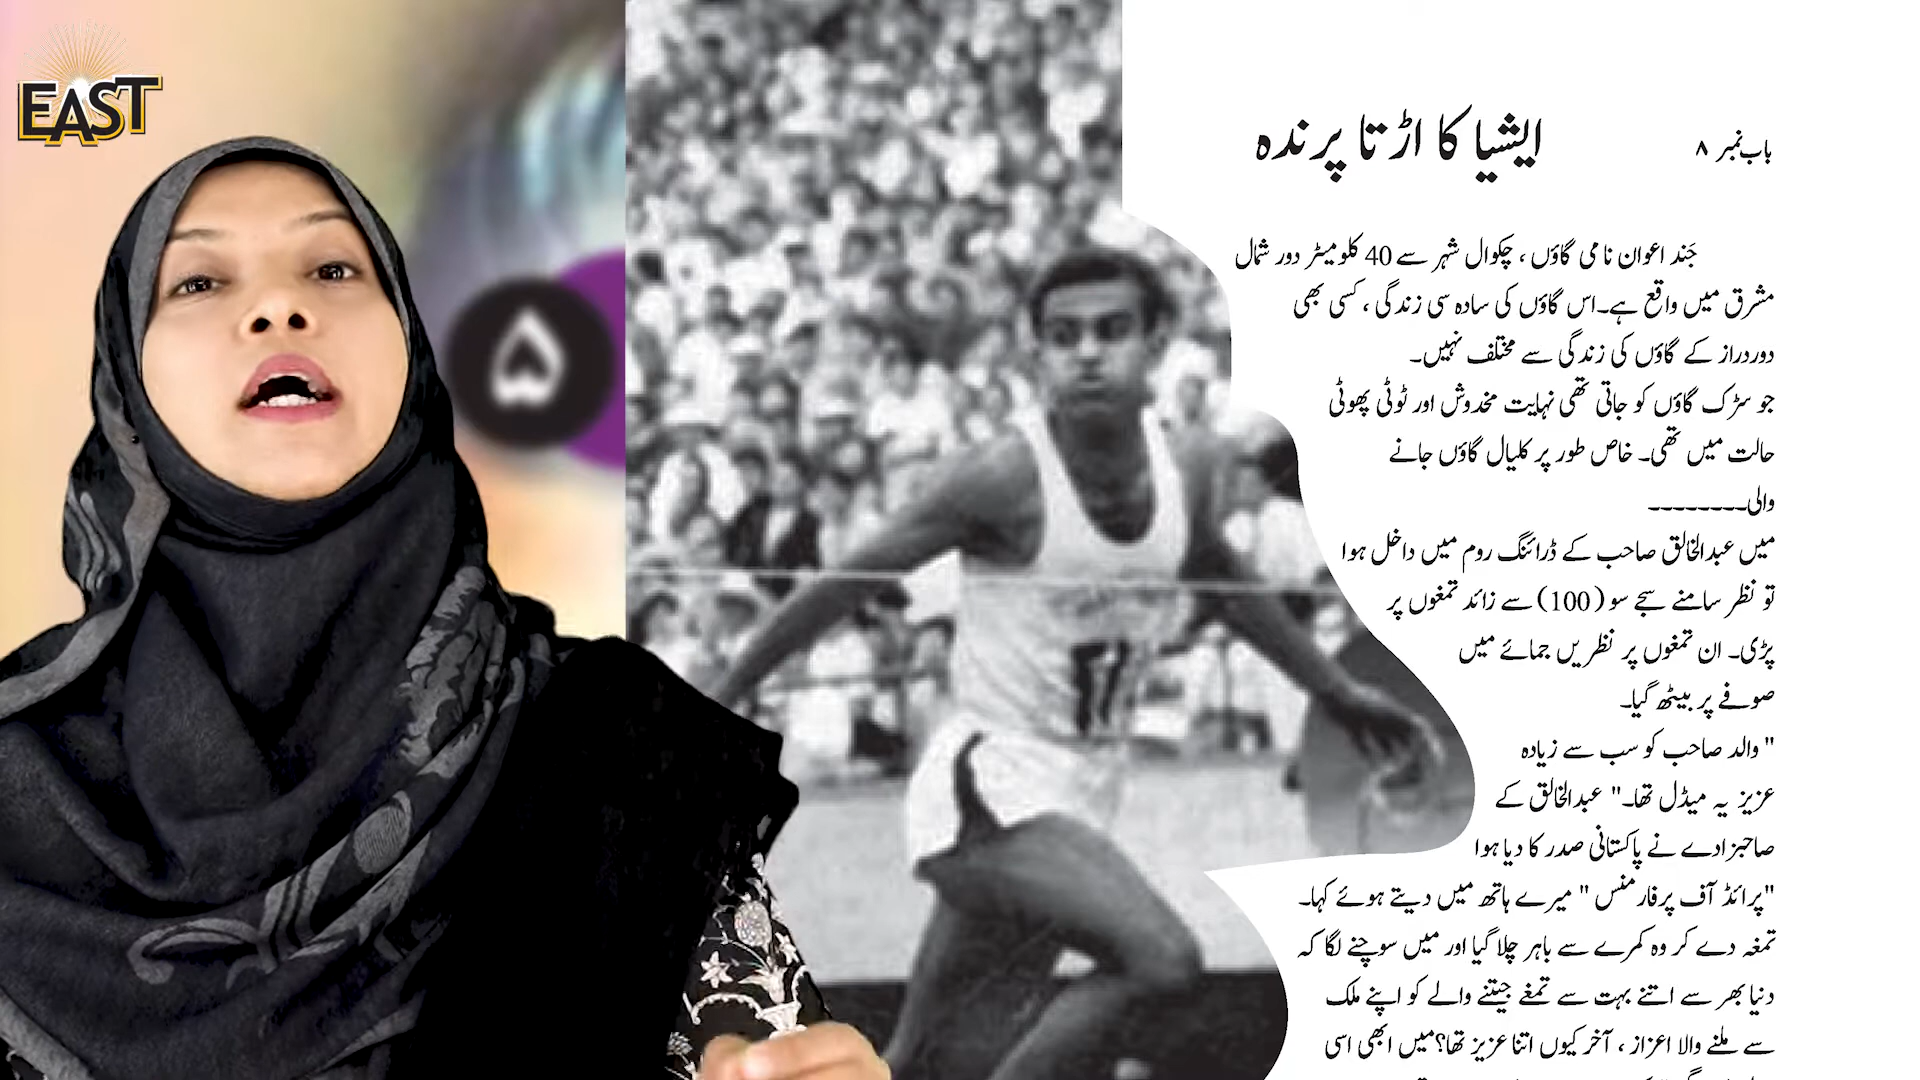 EAST
۵
باب نمبر ۸
ایشیا کا اڑتا پرندہ
جَند اعوان نامی گاؤں ، چکوال شہر سے 40 کلومیٹر دور شمال
مشرق میں واقع ہے۔اس گاؤں کی سادہ سی زندگی ، کسی بھی
دوردراز کے گاؤں کی زندگی سے مختلف نہیں۔
جو سڑک گاؤں کو جاتی تھی نہایت مخدوش اور ٹوٹی پھوٹی
حالت میں تھی۔ خاص طور پر کلیال گاؤں جانے
والی۔۔۔۔۔۔۔۔
میں عبدالخالق صاحب کے ڈرائنگ روم میں داخل ہوا
تو نظر سامنے سجے سو (100) سے زائد تمغوں پر
پڑی۔ ان تمغوں پر نظریں جمائے میں
صوفے پر بیٹھ گیا۔
" والد صاحب کو سب سے زیادہ
عزیز یہ میڈل تھا۔" عبدالخالق کے
صاحبزادے نے پاکستانی صدر کا دیا ہوا
"پرائڈ آف پرفارمنس " میرے ہاتھ میں دیتے ہوئے کہا۔
تمغہ دے کر وہ کمرے سے باہر چلا گیا اور میں سوچنے لگا کہ
دنیا بھر سے اتنے بہت سے تمغے جیتنے والے کو اپنے ملک
سے ملنے والا اعزاز ، آخر کیوں اتنا عزیز تھا؟میں ابھی اسی